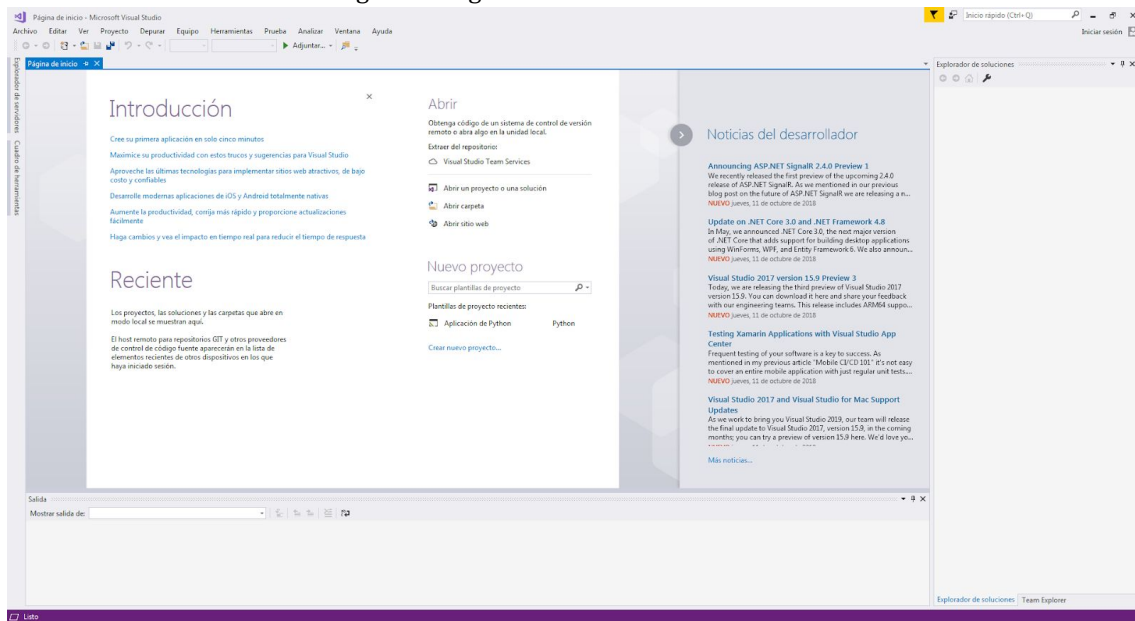 Página de inicio - Microsoft Visual Studio
Inicio rápido (Ctrl+Q)
Archivo Editar Ver Proyecto Depurar Equipo Herramientas Prueba Analizar Ventana Ayuda
Iniciar sesión
Adjuntar...
Explorador de servidores
Cuadro de herramientas
Página de inicio
Introducción
Cree su primera aplicación en solo cinco minutos
Maximice su productividad con estos trucos y sugerencias para Visual Studio
Aproveche las últimas tecnologías para implementar sitios web atractivos, de bajo
costo y confiables
Desarrolle modernas aplicaciones de iOS y Android totalmente nativas
Aumente la productividad, corrija más rápido y proporcione actualizaciones
fácilmente
Haga cambios y vea el impacto en tiempo real para reducir el tiempo de respuesta
Reciente
Los proyectos, las soluciones y las carpetas que abre en
modo local se muestran aquí.
El host remoto para repositorios GIT y otros proveedores
de control de código fuente aparecerán en la lista de
elementos recientes de otros dispositivos en los que
haya iniciado sesión.
Abrir
Obtenga código de un sistema de control de versión
remoto o abra algo en la unidad local.
Extraer del repositorio:
Visual Studio Team Services
Abrir un proyecto o una solución
Abrir carpeta
Abrir sitio web
Nuevo proyecto
Buscar plantillas de proyecto
Plantillas de proyecto recientes:
Aplicación de Python Python
Crear nuevo proyecto...
Noticias del desarrollador
Announcing ASP.NET SignalR 2.4.0 Preview 1
We recently released the first preview of the upcoming 2.4.0
release of ASP.NET SignalR. As we mentioned in our previous
blog post on the future of ASP.NET SignalR we are releasing a n...
NUEVO jueves, 11 de octubre de 2018
Update on .NET Core 3.0 and .NET Framework 4.8
In May, we announced .NET Core 3.0, the next major version
of .NET Core that adds support for building desktop applications
using WinForms, WPF, and Entity Framework 6. We also announ...
NUEVO jueves, 11 de octubre de 2018
Visual Studio 2017 version 15.9 Preview 3
Today, we are releasing the third preview of Visual Studio 2017
version 15.9. You can download it here and share your feedback
with our engineering teams. This release includes ARM64 suppo...
NUEVO jueves, 11 de octubre de 2018
Testing Xamarin Applications with Visual Studio App
Center
Frequent testing of your software is a key to success. As
mentioned in my previous article "Mobile CI/CD 101" it's not easy
to cover an entire mobile application with just regular unit tests....
NUEVO jueves, 11 de octubre de 2018
Visual Studio 2017 and Visual Studio for Mac Support
Updates
As we work to bring you Visual Studio 2019, our team will release
the final update to Visual Studio 2017, version 15.9, in the coming
months; you can try a preview of version 15.9 here. We'd love yo...
Más noticias...
Explorador de soluciones
Salida
Mostrar salida de:
Explorador de soluciones Team Explorer
Listo